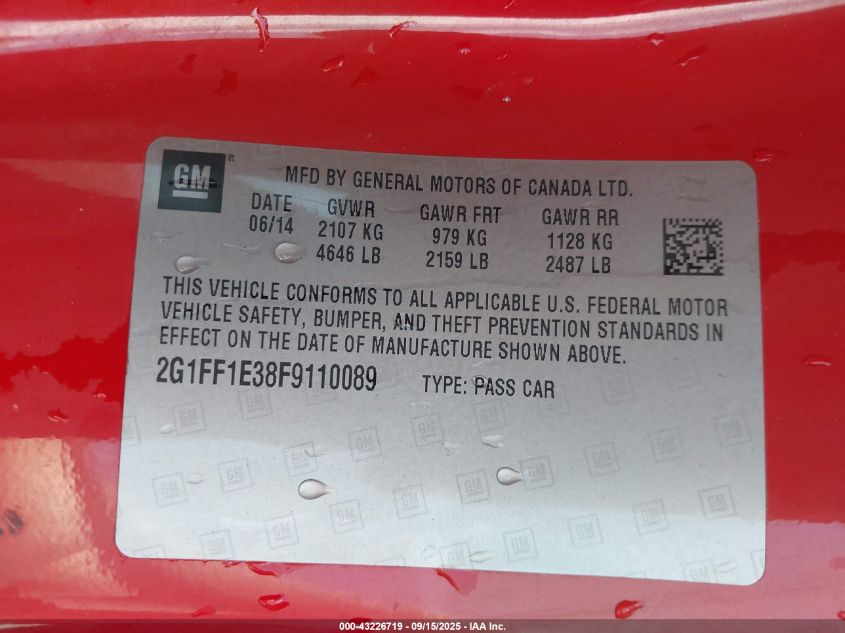 GM
MFD BY GENERAL MOTORS OF CANADA LTD.
DATE GVWR GAWR FRT GAWR RR
06/14 2107 KG 979 KG 1128 KG
4646 LB 2159 LB 2487 LB
THIS VEHICLE CONFORMS TO ALL APPLICABLE U.S. FEDERAL MOTOR
VEHICLE SAFETY, BUMPER, AND THEFT PREVENTION STANDARDS IN
EFFECT ON THE DATE OF MANUFACTURE SHOWN ABOVE.
2G1FF1E38F9110089 TYPE: PASS CAR
000-43226719 - 09/15/2025 - IAA Inc.